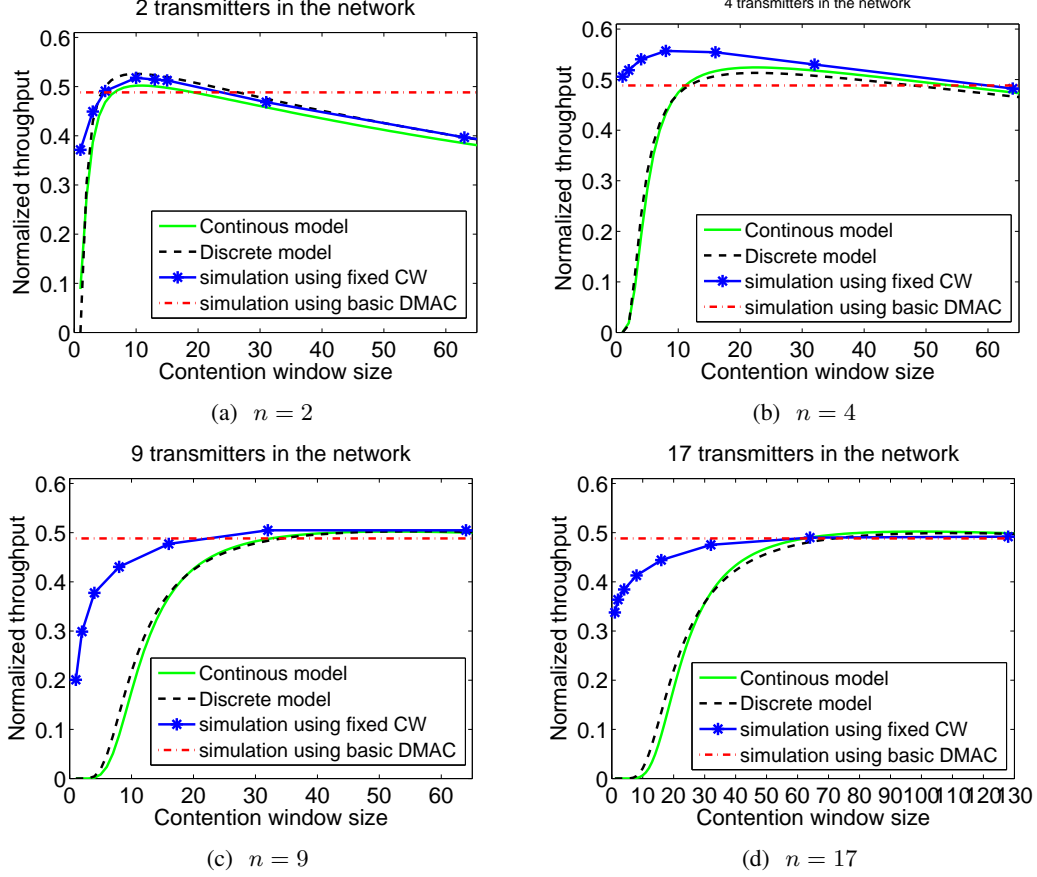 2 transmitters in the network
Normalized throughput
0.6
0.5
0.4
0.3
0.2
0.1
0
Continous model
Discrete model
simulation using fixed CW
simulation using basic DMAC
0 10 20 30 40 50 60
Contention window size
(a) n = 2
4 transmitters in the network
Normalized throughput
0.6
0.5
0.4
0.3
0.2
0.1
0
Continous model
Discrete model
simulation using fixed CW
simulation using basic DMAC
0 10 20 30 40 50 60
Contention window size
(b) n = 4
9 transmitters in the network
Normalized throughput
0.6
0.5
0.4
0.3
0.2
0.1
0
Continous model
Discrete model
simulation using fixed CW
simulation using basic DMAC
0 10 20 30 40 50 60
Contention window size
(c) n = 9
17 transmitters in the network
Normalized throughput
0.6
0.5
0.4
0.3
0.2
0.1
0
Continous model
Discrete model
simulation using fixed CW
simulation using basic DMAC
0 10 20 30 40 50 60 70 80 90 100 110 120 130
Contention window size
(d) n = 17